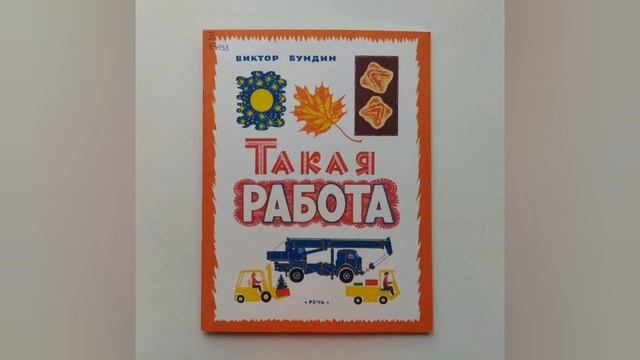 ВИКТОР БУНДИН
ТАКАЯ
РАБОТА
• РЕЧЬ •